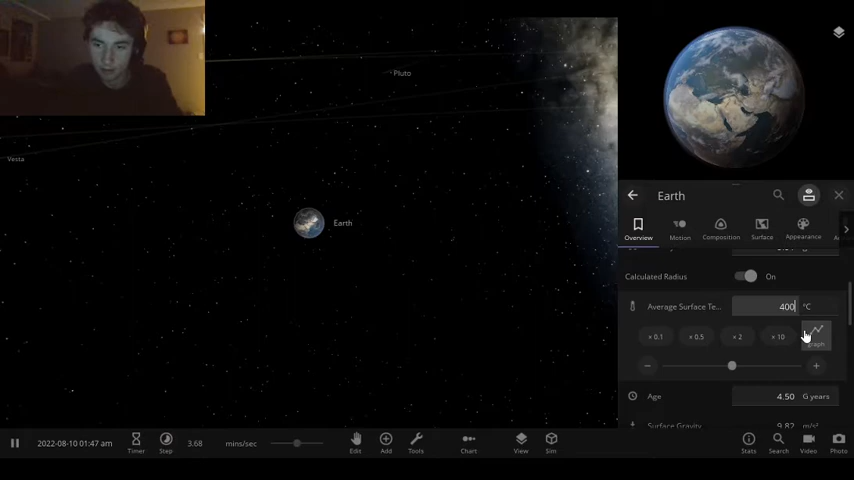 Pluto
Vesta
Earth
Earth
Overview
Motion
Composition
Surface
Appearance
Calculated Radius On
Average Surface Te... 400 °C
× 0.1 × 0.5 × 2 × 10 graph
Age 4.50 G years
Surface Gravity 9.82 m/s²
2022-08-10 01:47 am Timer Step 3.68 mins/sec Edit Add Tools Chart View Sim Stats Search Video Photo